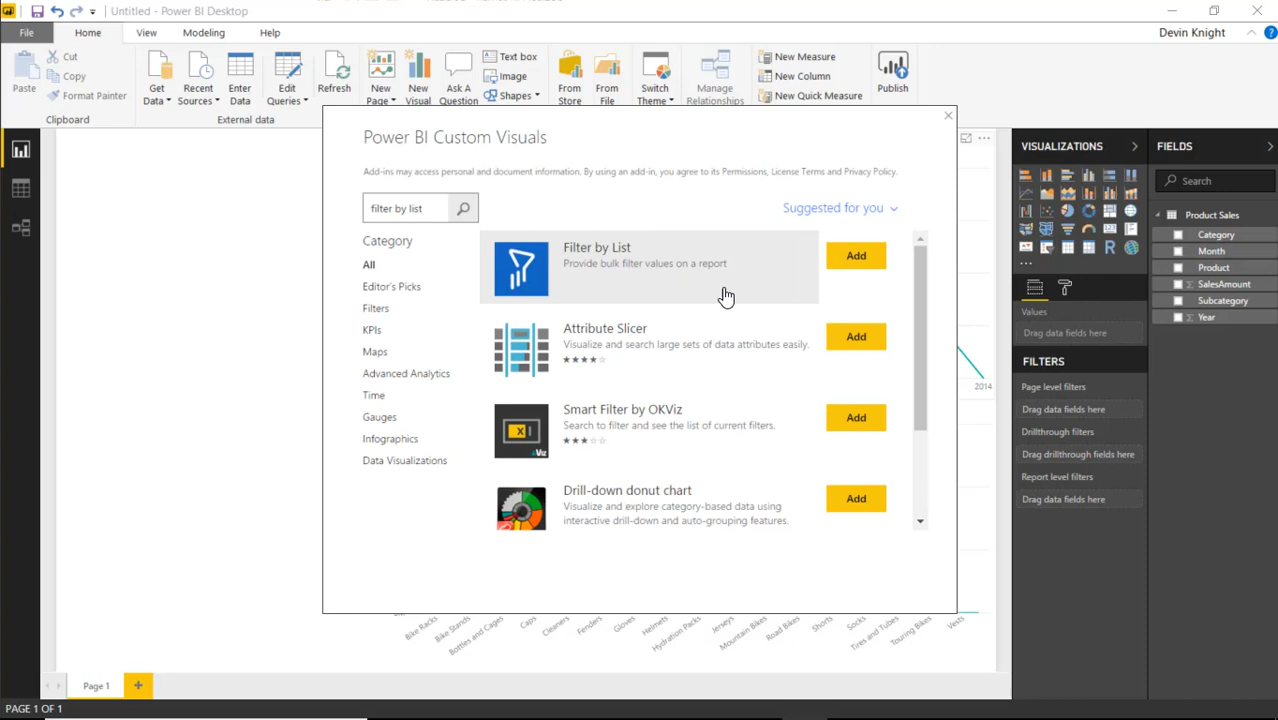 Untitled - Power BI Desktop
File
Home
View
Modeling
Help
Devin Knight
Paste
Cut
Copy
Format Painter
Clipboard
Get Data
Recent Sources
Enter Data
Edit Queries
Refresh
External data
New Page
New Visual
Ask A Question
Text box
Image
Shapes
From Store
From File
Switch Theme
Manage Relationships
New Measure
New Column
New Quick Measure
Publish
Power BI Custom Visuals
Add-ins may access personal and document information. By using an add-in, you agree to its Permissions, License Terms and Privacy Policy.
filter by list
Suggested for you
Category
All
Editor's Picks
Filters
KPIs
Maps
Advanced Analytics
Time
Gauges
Infographics
Data Visualizations
Filter by List
Provide bulk filter values on a report
Add
Attribute Slicer
Visualize and search large sets of data attributes easily.
Add
Smart Filter by OKViz
Search to filter and see the list of current filters.
Add
Drill-down donut chart
Visualize and explore category-based data using
interactive drill-down and auto-grouping features.
Add
2014
Bike Racks
Bike Stands
Bottles and Cages
Caps
Cleaners
Fenders
Gloves
Helmets
Hydration Packs
Jerseys
Mountain Bikes
Road Bikes
Shorts
Socks
Tires and Tubes
Touring Bikes
Vests
VISUALIZATIONS
Values
Drag data fields here
FILTERS
Page level filters
Drag data fields here
Drillthrough filters
Drag drillthrough fields here
Report level filters
Drag data fields here
FIELDS
Search
Product Sales
Category
Month
Product
SalesAmount
Subcategory
Year
Page 1
PAGE 1 OF 1